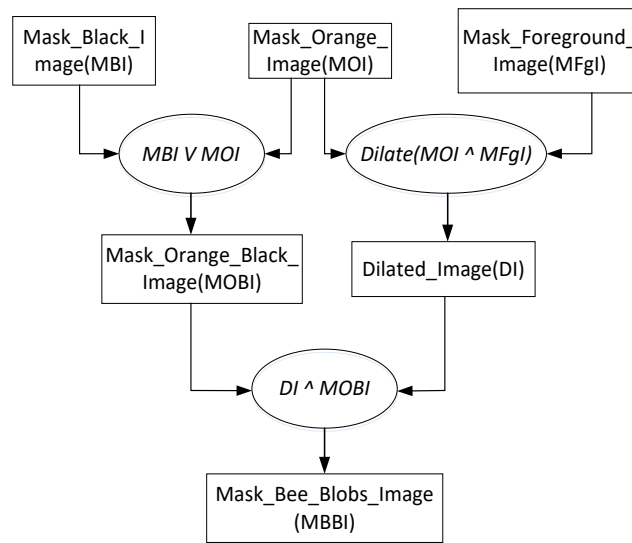 Mask_Black_I
mage(MBI)
Mask_Orange_
Image(MOI)
Mask_Foreground_
Image(MFgI)
MBI V MOI
Dilate(MOI ^ MFgI)
Mask_Orange_Black_
Image(MOBI)
Dilated_Image(DI)
DI ^ MOBI
Mask_Bee_Blobs_Image
(MBBI)